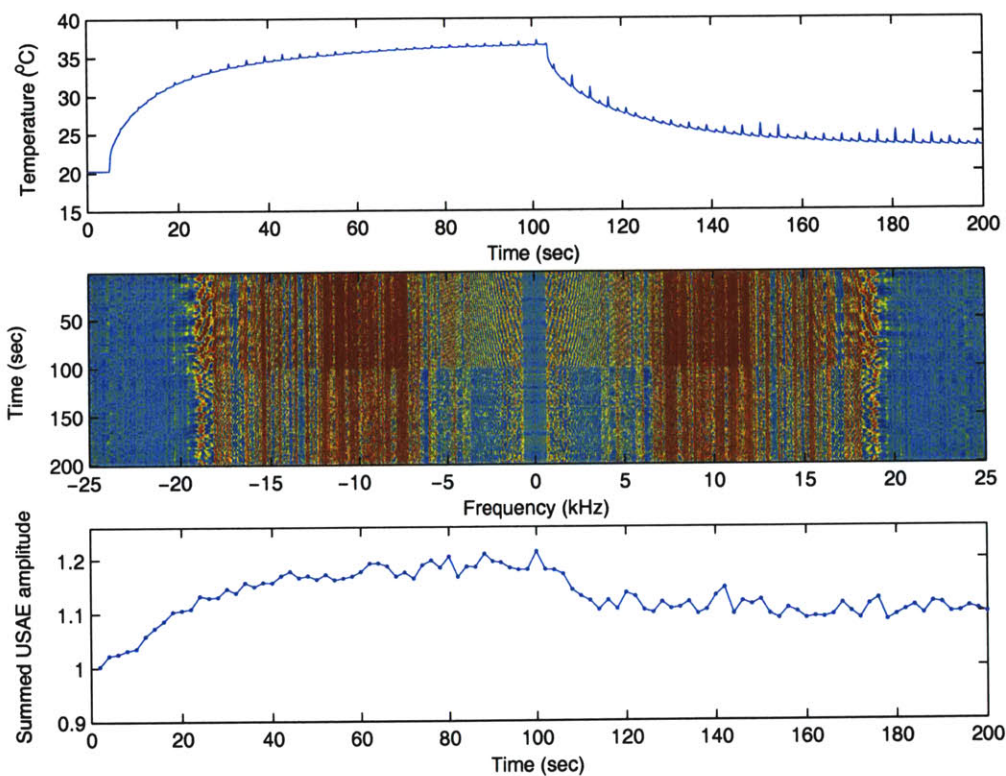 Temperature (⁰C)
40
35
30
25
20
15
0 20 40 60 80 100 120 140 160 180 200
Time (sec)
Time (sec)
50
100
150
200
−25 −20 −15 −10 −5 0 5 10 15 20 25
Frequency (kHz)
Summed USAE amplitude
1.2
1.1
1
0.9
0 20 40 60 80 100 120 140 160 180 200
Time (sec)